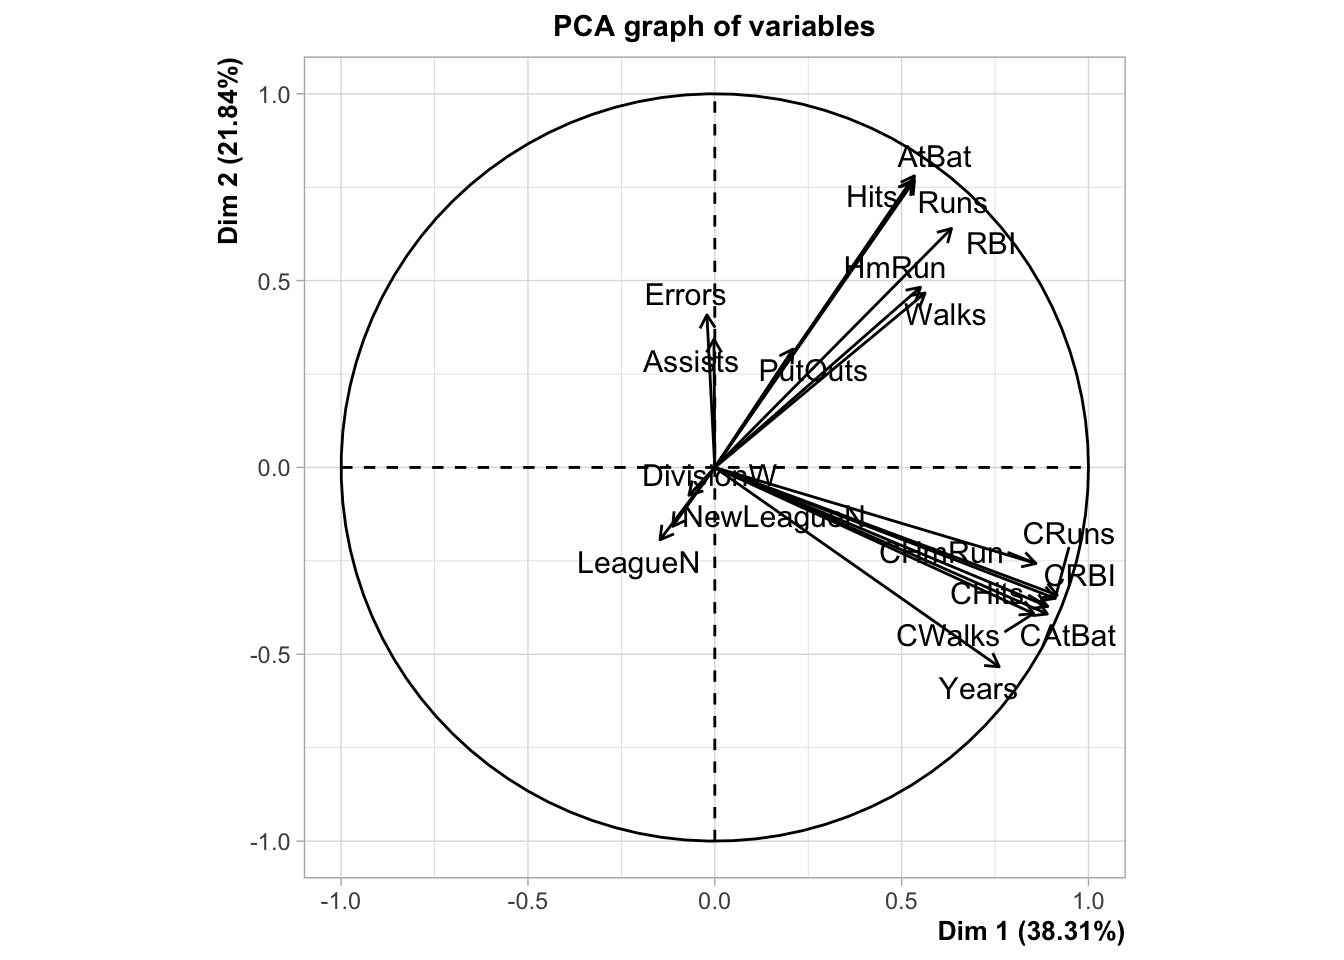 PCA graph of variables
Dim 2 (21.84%)
1.0
0.5
0.0
-0.5
-1.0
AtBat
Hits
Runs
RBI
HmRun
Errors
Walks
Assists
PutOuts
DivisionW
NewLeagueN
LeagueN
CRuns
CHmRun
CRBI
CHits
CWalks
CAtBat
Years
-1.0
-0.5
0.0
0.5
1.0
Dim 1 (38.31%)